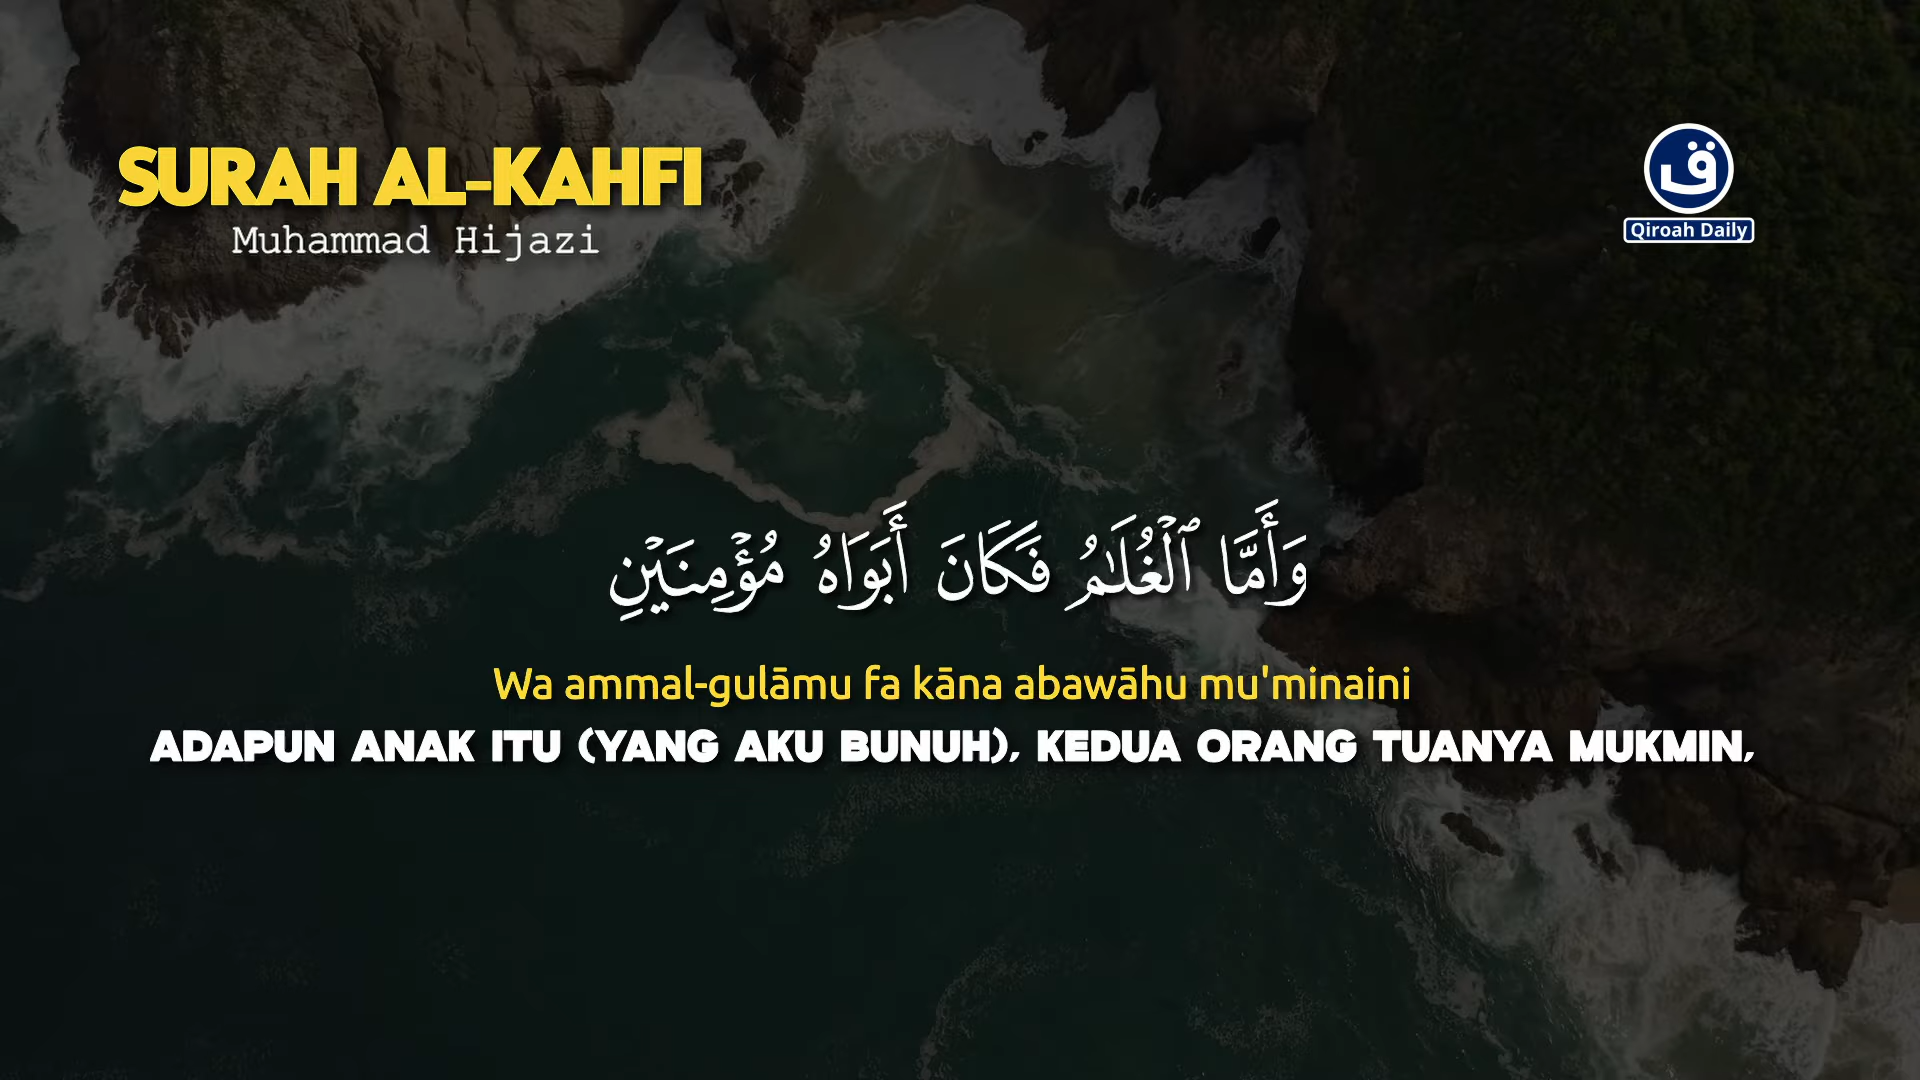 SURAH AL-KAHFI
Muhammad Hijazi
ق
Qiroah Daily
وَأَمَّا ٱلْغُلَٰمُ فَكَانَ أَبَوَاهُ مُؤْمِنَيْنِ
Wa ammal-gulāmu fa kāna abawāhu mu'minaini
ADAPUN ANAK ITU (YANG AKU BUNUH), KEDUA ORANG TUANYA MUKMIN,